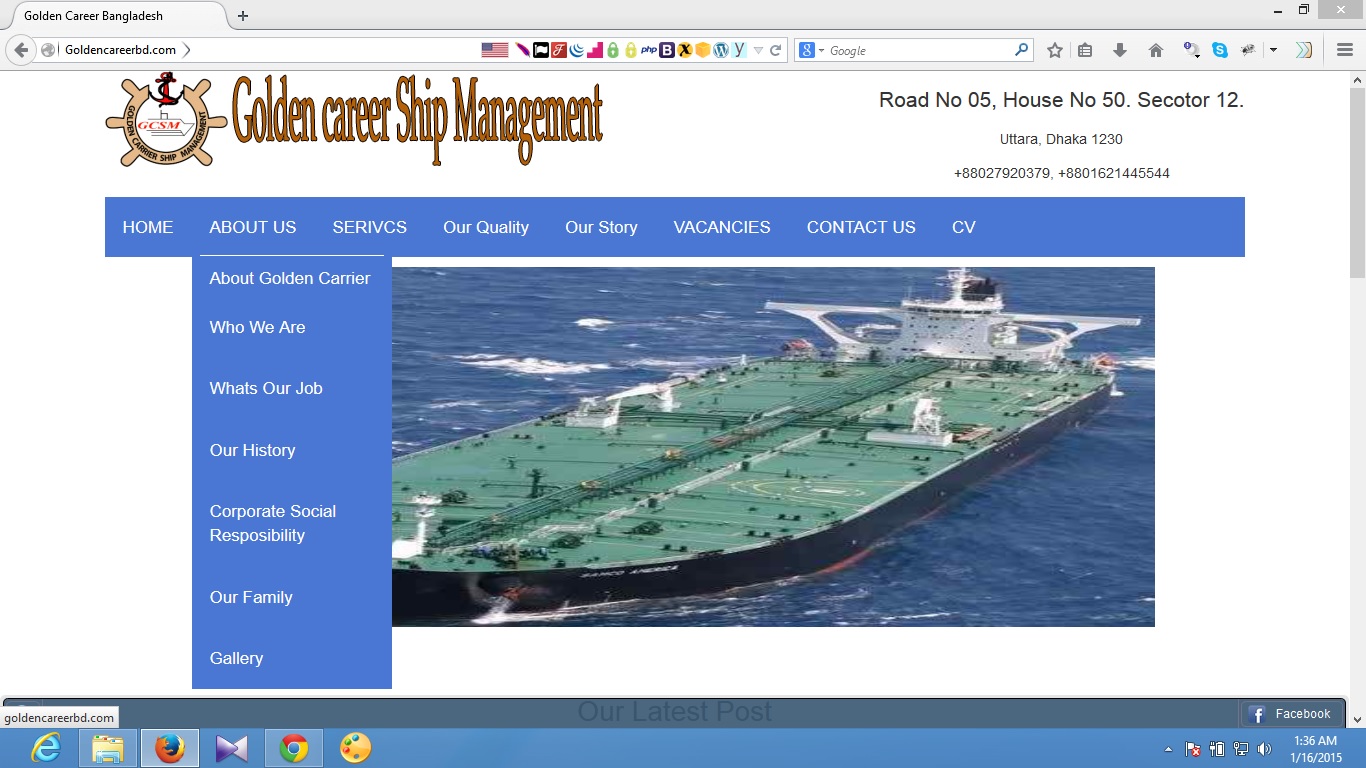 Golden Career Bangladesh
Goldencareerbd.com
php
Google
GCSM
GOLDEN CARRIER SHIP MANAGEMENT
Golden career Ship Management
Road No 05, House No 50. Secotor 12.
Uttara, Dhaka 1230
+88027920379, +8801621445544
HOME ABOUT US SERIVCS Our Quality Our Story VACANCIES CONTACT US CV
About Golden Carrier
Who We Are
Whats Our Job
Our History
Corporate Social
Resposibility
Our Family
Gallery
SAMCO AMERICA
Our Latest Post
Facebook
goldencareerbd.com
1:36 AM
1/16/2015